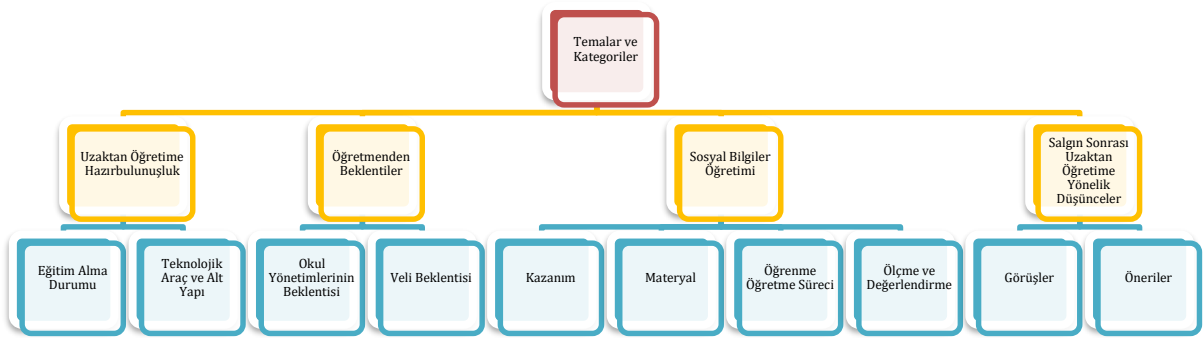 Temalar ve
Kategoriler
Uzaktan Öğretime
Hazırbulunuşluk
Öğretmenden
Beklentiler
Sosyal Bilgiler
Öğretimi
Salgın Sonrası
Uzaktan
Öğretime
Yönelik
Düşünceler
Eğitim Alma
Durumu
Teknolojik
Araç ve Alt
Yapı
Okul
Yönetimlerinin
Beklentisi
Veli Beklentisi
Kazanım
Materyal
Öğrenme
Öğretme Süreci
Ölçme ve
Değerlendirme
Görüşler
Öneriler